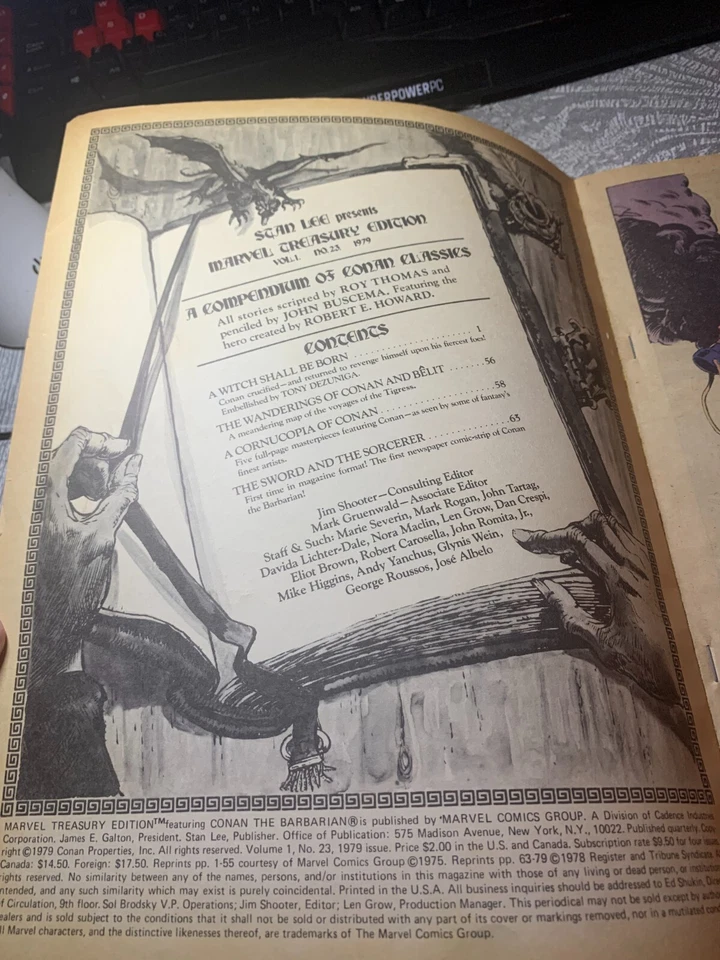 UNDERPOWERPC
STAN LEE presents
MARVEL TREASURY EDITION
VOL.1. NO.23 1979
A COMPENDIUM OF CONAN CLASSICS
All stories scripted by ROY THOMAS and
penciled by JOHN BUSCEMA. Featuring the
hero created by ROBERT E. HOWARD.
CONTENTS
A WITCH SHALL BE BORN . . . . . . . . . . . . . . . . . . . . 1
Conan crucified—and returned to revenge himself upon his fiercest foes!
Embellished by TONY DEZUNIGA.
THE WANDERINGS OF CONAN AND BÊLIT . . . . . . . 56
A meandering map of the voyages of the Tigress.
A CORNUCOPIA OF CONAN . . . . . . . . . . . . . . . . . . 58
Five full-page masterpieces featuring Conan—as seen by some of fantasy's
finest artists.
THE SWORD AND THE SORCERER . . . . . . . . . . . . . 63
First time in magazine format! The first newspaper comic-strip of Conan
the Barbarian!
Jim Shooter—Consulting Editor
Mark Gruenwald—Associate Editor
Staff & Such: Marie Severin, Mark Rogan, John Tartag,
Davida Lichter-Dale, Nora Maclin, Len Grow, Dan Crespi,
Eliot Brown, Robert Carosella, John Romita, Jr.,
Mike Higgins, Andy Yanchus, Glynis Wein,
George Roussos, José Albelo
MARVEL TREASURY EDITION™featuring CONAN THE BARBARIAN®is published by 'MARVEL COMICS GROUP. A Division of Cadence Industries
Corporation. James E. Galton, President. Stan Lee, Publisher. Office of Publication: 575 Madison Avenue, New York, N.Y., 10022. Published quarterly. Copy
right ©1979 Conan Properties, Inc. All rights reserved. Volume 1, No. 23, 1979 issue. Price $2.00 in the U.S. and Canada. Subscription rate $9.50 for four issue
Canada: $14.50. Foreign: $17.50. Reprints pp. 1-55 courtesy of Marvel Comics Group ©1975. Reprints pp. 63-79 ©1978 Register and Tribune Syndicate
rights reserved. No similarity between any of the names, persons, and/or institutions in this magazine with those of any living or dead person, or institution
ntended, and any such similarity which may exist is purely coincidental. Printed in the U.S.A. All business inquiries should be addressed to Ed Shukin,
f Circulation, 9th floor. Sol Brodsky V.P. Operations; Jim Shooter, Editor; Len Grow, Production Manager. This periodical may not be sold except by
ealers and is sold subject to the conditions that it shall not be sold or distributed with any part of its cover or markings removed, nor in a mutilated
ll Marvel characters, and the distinctive likenesses thereof, are trademarks of The Marvel Comics Group.